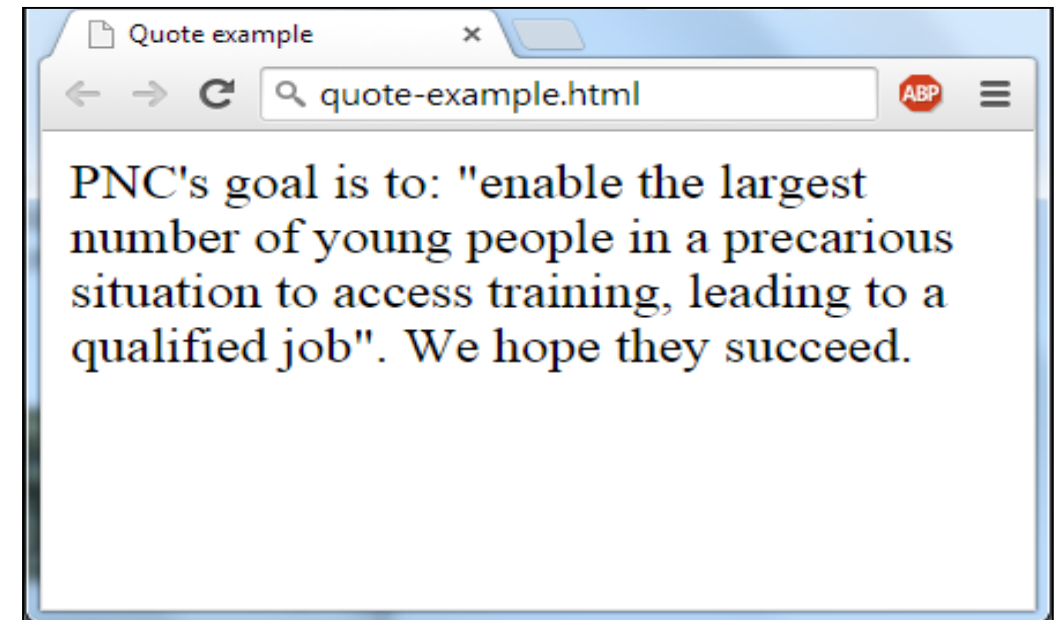 Quote example
quote-example.html
ABP
PNC's goal is to: "enable the largest
number of young people in a precarious
situation to access training, leading to a
qualified job". We hope they succeed.